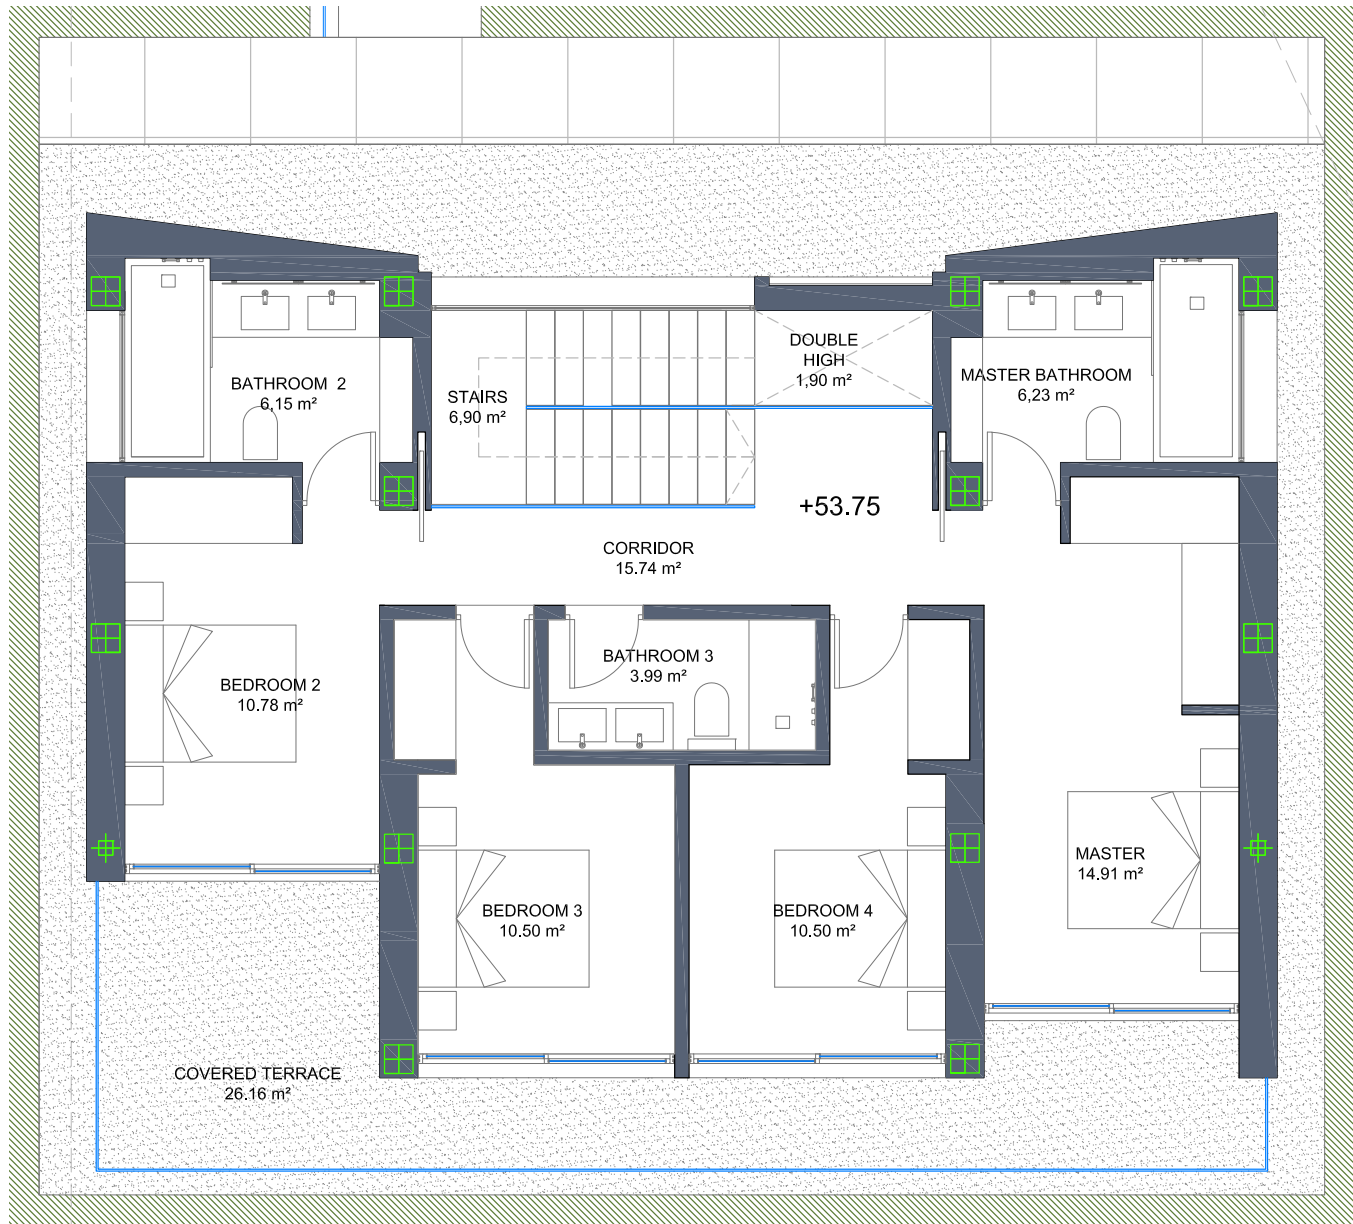 DOUBLE
HIGH
1,90 m²
BATHROOM 2
6,15 m²
STAIRS
6,90 m²
MASTER BATHROOM
6,23 m²
+53.75
CORRIDOR
15.74 m²
BATHROOM 3
3.99 m²
BEDROOM 2
10.78 m²
MASTER
14.91 m²
BEDROOM 3
10.50 m²
BEDROOM 4
10.50 m²
COVERED TERRACE
26.16 m²